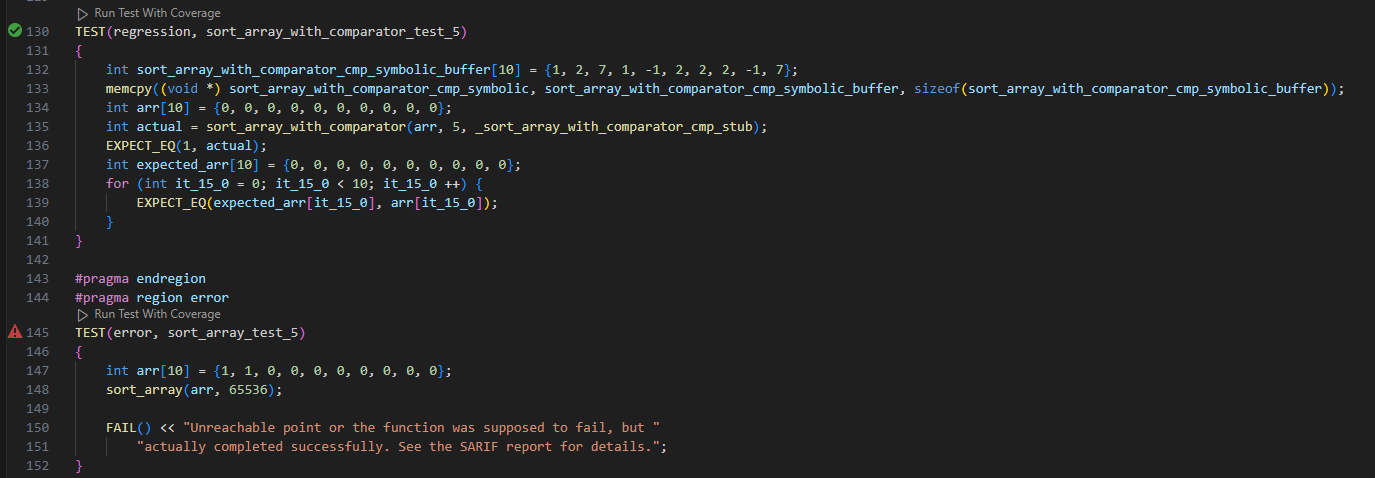 Run Test With Coverage
130 TEST(regression, sort_array_with_comparator_test_5)
131 {
132     int sort_array_with_comparator_cmp_symbolic_buffer[10] = {1, 2, 7, 1, -1, 2, 2, 2, -1, 7};
133     memcpy((void *) sort_array_with_comparator_cmp_symbolic, sort_array_with_comparator_cmp_symbolic_buffer, sizeof(sort_array_with_comparator_cmp_symbolic_buffer));
134     int arr[10] = {0, 0, 0, 0, 0, 0, 0, 0, 0, 0};
135     int actual = sort_array_with_comparator(arr, 5, _sort_array_with_comparator_cmp_stub);
136     EXPECT_EQ(1, actual);
137     int expected_arr[10] = {0, 0, 0, 0, 0, 0, 0, 0, 0, 0};
138     for (int it_15_0 = 0; it_15_0 < 10; it_15_0 ++) {
139         EXPECT_EQ(expected_arr[it_15_0], arr[it_15_0]);
140     }
141 }
142
143 #pragma endregion
144 #pragma region error
Run Test With Coverage
145 TEST(error, sort_array_test_5)
146 {
147     int arr[10] = {1, 1, 0, 0, 0, 0, 0, 0, 0, 0};
148     sort_array(arr, 65536);
149
150     FAIL() << "Unreachable point or the function was supposed to fail, but "
151         "actually completed successfully. See the SARIF report for details.";
152 }